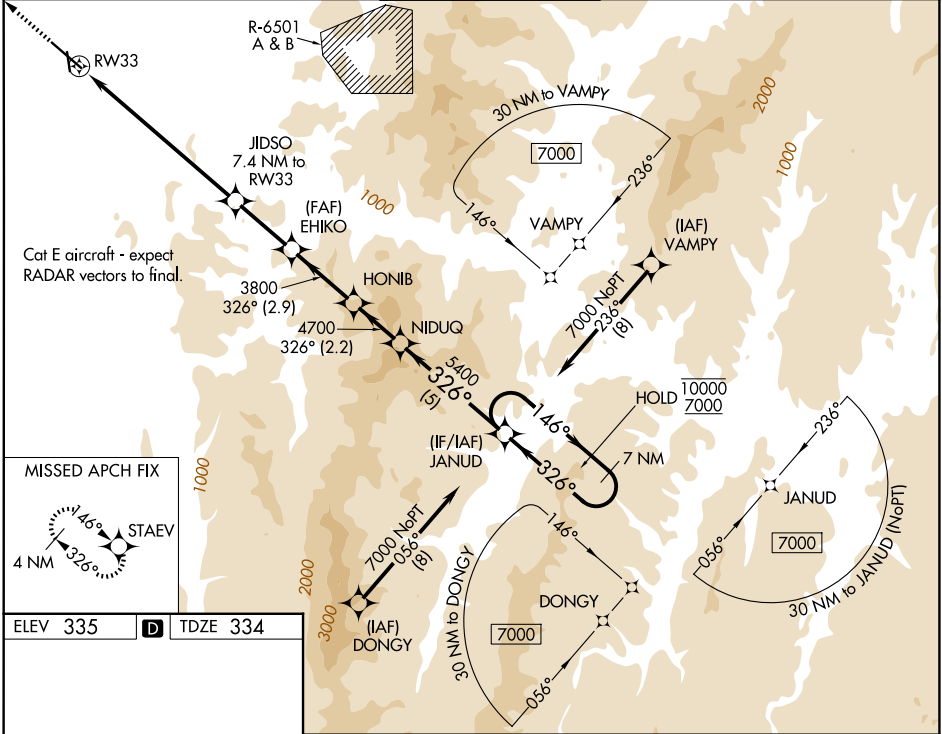 R-6501
A & B
RW33
30 NM to VAMPY
7000
236°
146°
VAMPY
2000
1000
JIDSO
7.4 NM to
RW33
(FAF)
EHIKO
1000
(IAF)
VAMPY
Cat E aircraft - expect
RADAR vectors to final.
HONIB
3800
326° (2.9)
7000 NoPT
236°
(8)
4700
326° (2.2)
NIDUQ
5400
326°
(5)
HOLD
10000
7000
146°
7 NM
326°
(IF/IAF)
JANUD
236°
JANUD
7000
056°
30 NM to JANUD (NoPT)
1000
MISSED APCH FIX
146°
STAEV
4 NM
326°
7000 NoPT
056°
(8)
146°
30 NM to DONGY
DONGY
7000
056°
2000
3000
(IAF)
DONGY
ELEV 335
D
TDZE 334